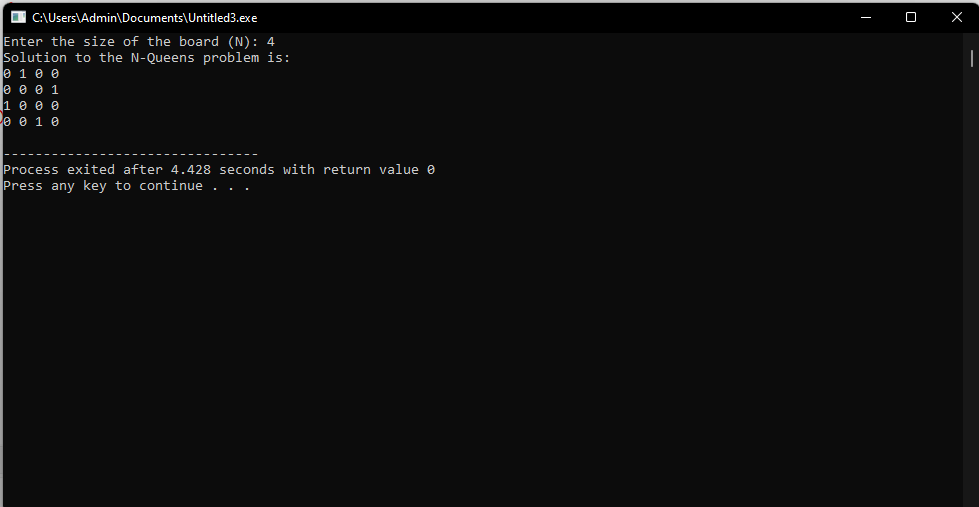 C:\Users\Admin\Documents\Untitled3.exe
Enter the size of the board (N): 4
Solution to the N-Queens problem is:
0 1 0 0
0 0 0 1
1 0 0 0
0 0 1 0
--------------------------------
Process exited after 4.428 seconds with return value 0
Press any key to continue . . .